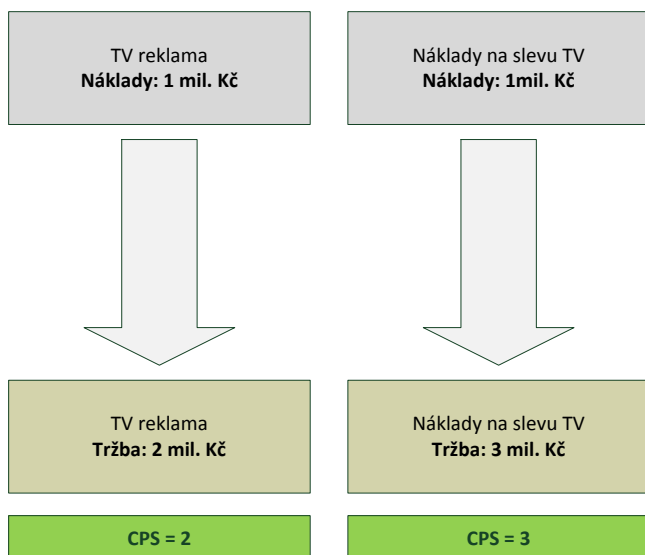 TV reklama
Náklady: 1 mil. Kč
Náklady na slevu TV
Náklady: 1mil. Kč
TV reklama
Tržba: 2 mil. Kč
Náklady na slevu TV
Tržba: 3 mil. Kč
CPS = 2
CPS = 3